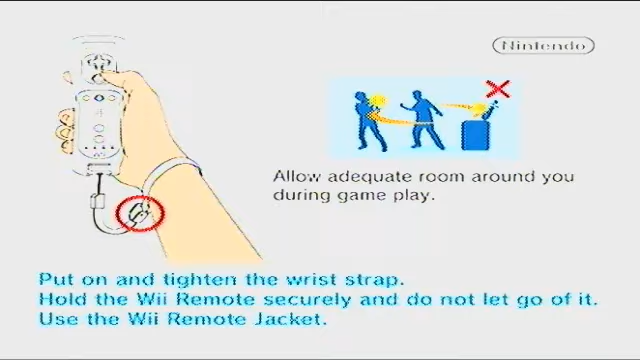 Nintendo
Allow adequate room around you
during game play.
Put on and tighten the wrist strap.
Hold the Wii Remote securely and do not let go of it.
Use the Wii Remote Jacket.